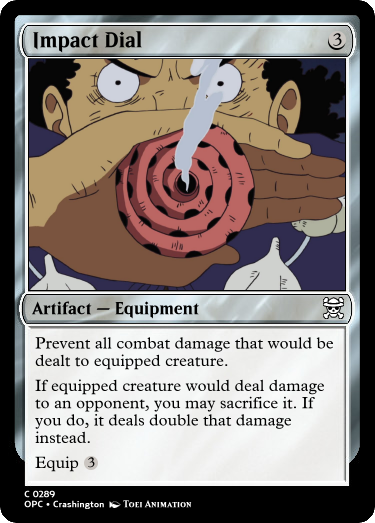 Impact Dial 3
Artifact — Equipment
Prevent all combat damage that would be
dealt to equipped creature.
If equipped creature would deal damage
to an opponent, you may sacrifice it. If
you do, it deals double that damage
instead.
Equip 3
C 0289
OPC • Crashington Toei Animation